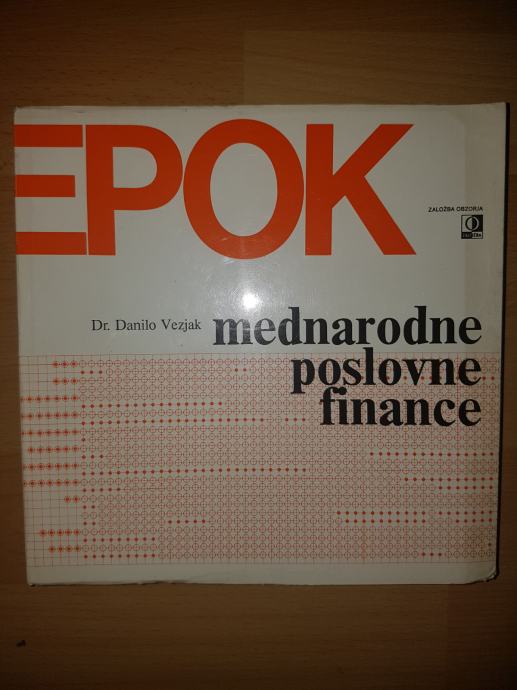 EPOK
ZALOŽBA OBZORJA
Dr. Danilo Vezjak
mednarodne
poslovne
finance